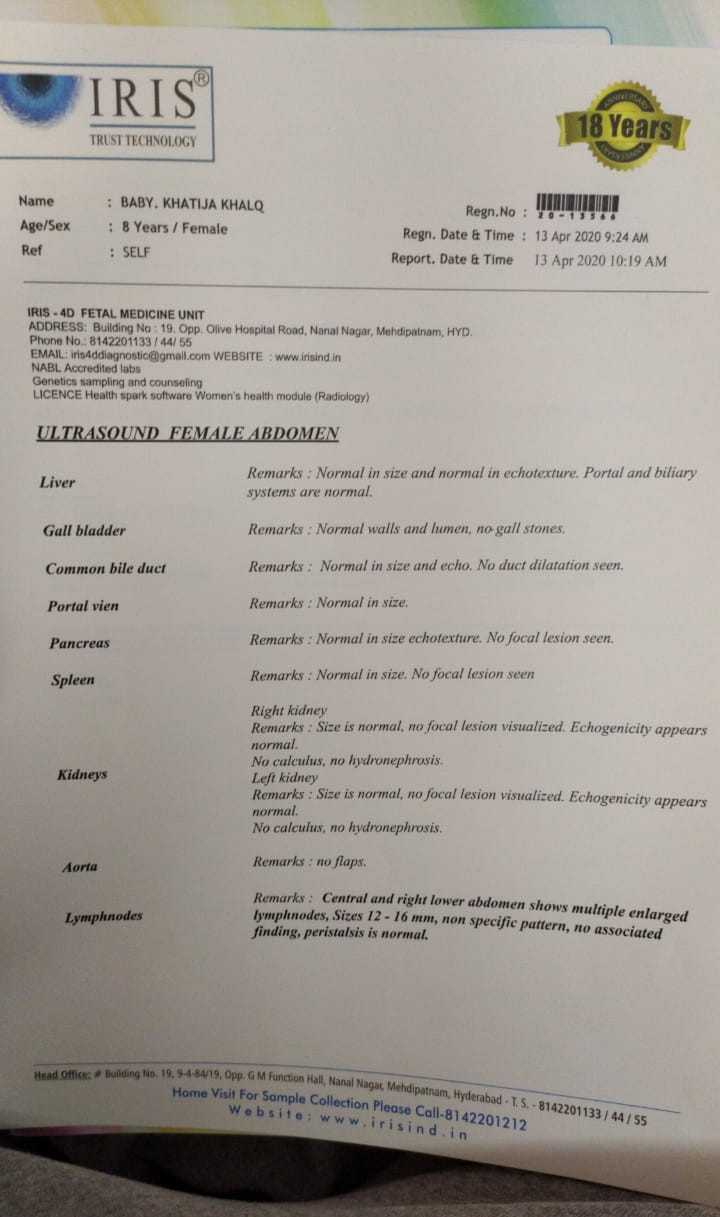 IRIS®
TRUST TECHNOLOGY
ANNIVERSARY
18 Years
ANNIVERSARY
Name : BABY. KHATIJA KHALQ
Age/Sex : 8 Years / Female
Ref : SELF
Regn.No :
20-13566
Regn. Date & Time : 13 Apr 2020 9:24 AM
Report. Date & Time 13 Apr 2020 10:19 AM
IRIS - 4D FETAL MEDICINE UNIT
ADDRESS: Building No : 19. Opp. Olive Hospital Road, Nanal Nagar, Mehdipatnam, HYD.
Phone No.: 8142201133 / 44/ 55
EMAIL: iris4ddiagnostic@gmail.com WEBSITE : www.irisind.in
NABL Accredited labs
Genetics sampling and counseling
LICENCE Health spark software Women's health module (Radiology)
ULTRASOUND FEMALE ABDOMEN
Liver
Remarks : Normal in size and normal in echotexture. Portal and biliary
systems are normal.
Gall bladder
Remarks : Normal walls and lumen, no gall stones.
Common bile duct
Remarks : Normal in size and echo. No duct dilatation seen.
Portal vien
Remarks : Normal in size.
Pancreas
Remarks : Normal in size echotexture. No focal lesion seen.
Spleen
Remarks : Normal in size. No focal lesion seen
Kidneys
Right kidney
Remarks : Size is normal, no focal lesion visualized. Echogenicity appears
normal.
No calculus, no hydronephrosis.
Left kidney
Remarks : Size is normal, no focal lesion visualized. Echogenicity appears
normal.
No calculus, no hydronephrosis.
Aorta
Remarks : no flaps.
Lymphnodes
Remarks : Central and right lower abdomen shows multiple enlarged
lymphnodes, Sizes 12 - 16 mm, non specific pattern, no associated
finding, peristalsis is normal.
Head Office: # Building No. 19, 9-4-84/19, Opp. G M Function Hall, Nanal Nagar, Mehdipatnam, Hyderabad - T. S. - 8142201133 / 44 / 55
Home Visit For Sample Collection Please Call-8142201212
Website: www.irisind.in